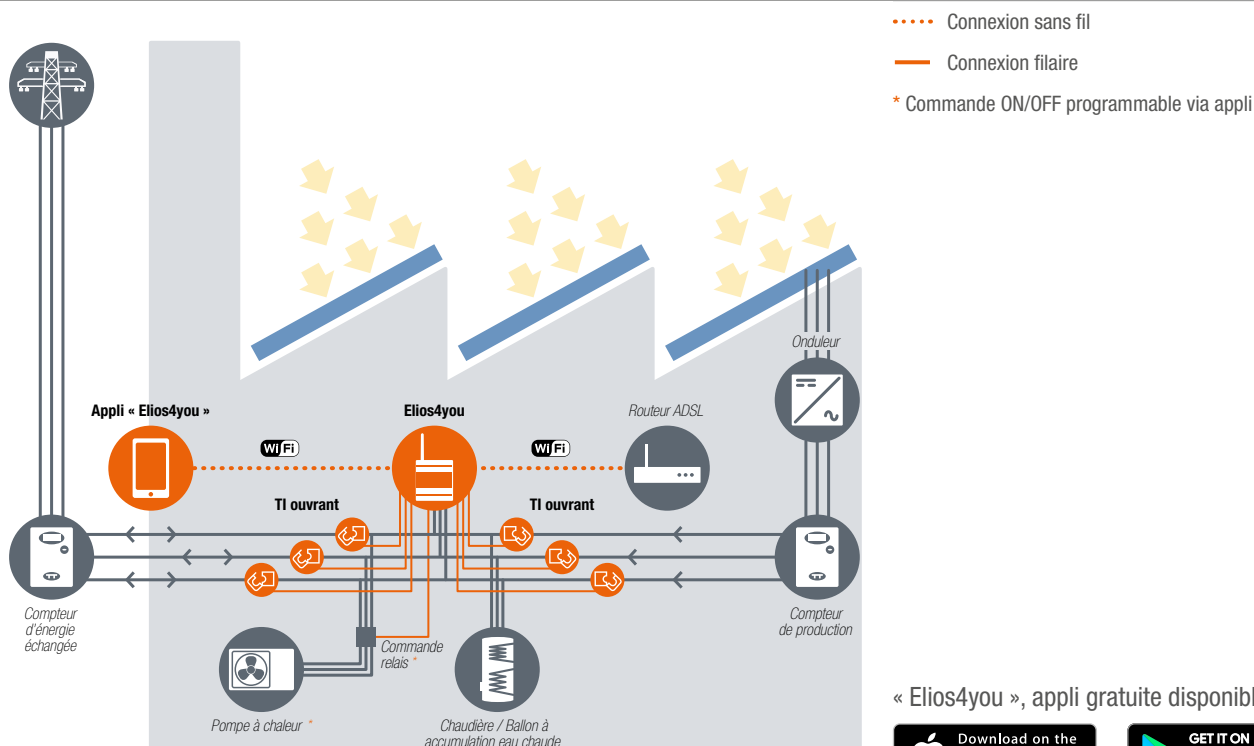 Connexion sans fil
Connexion filaire
* Commande ON/OFF programmable via appli
Onduleur
Appli « Elios4you »
Elios4you
Routeur ADSL
WiFi
WiFi
TI ouvrant
TI ouvrant
Compteur
d'énergie
échangée
Compteur
de production
Commande
relais *
Pompe à chaleur *
Chaudière / Ballon à
accumulation eau chaude
« Elios4you », appli gratuite
Download on the
GET IT ON